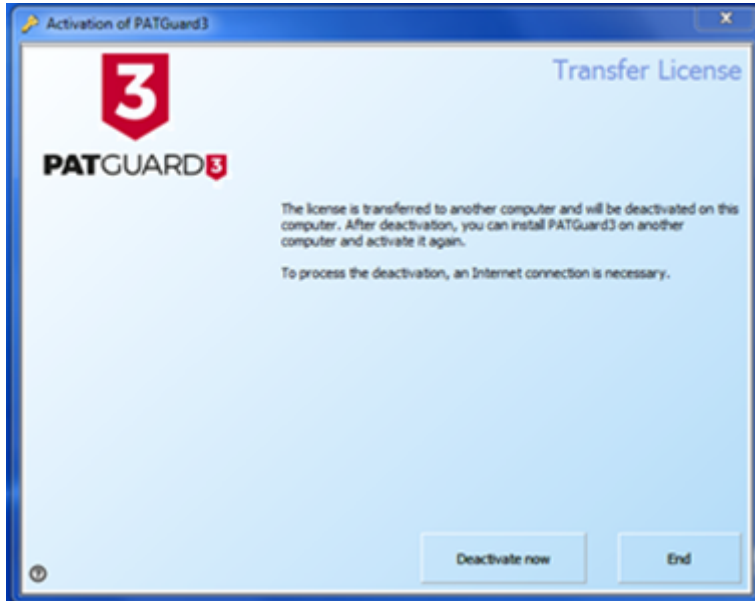 Activation of PATGuard3
Transfer License
3
PATGUARD3
The license is transferred to another computer and will be deactivated on this
computer. After deactivation, you can install PATGuard3 on another
computer and activate it again.
To process the deactivation, an Internet connection is necessary.
Deactivate now
End
?